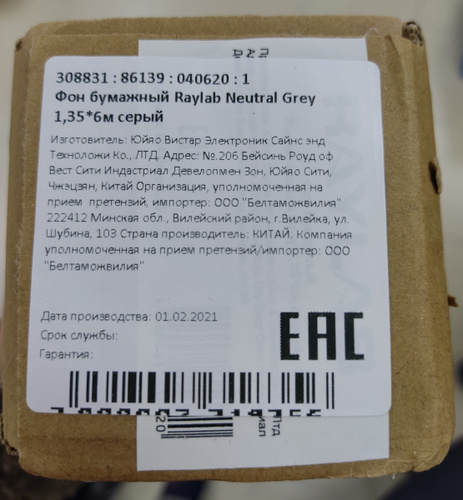 308831 : 86139 : 040620 : 1
Фон бумажный Raylab Neutral Grey
1,35*6м серый
Изготовитель: Юйяо Вистар Электроник Сайнс энд
Техноложи Ко., ЛТД. Адрес: №.206 Бейсинь Роуд оф
Вест Сити Индастриал Девелопмен Зон, Юйяо Сити,
Чжэцзян, Китай Организация, уполномоченная на
прием претензий, импортер: ООО "Белтаможвилия"
222412 Минская обл., Вилейский район, г.Вилейка, ул.
Шубина, 103 Страна производитель: КИТАЙ. Компания
уполномоченная на прием претензий/импортер: ООО
"Белтаможвилия"
Дата производства: 01.02.2021
Срок службы:
Гарантия:
EAC